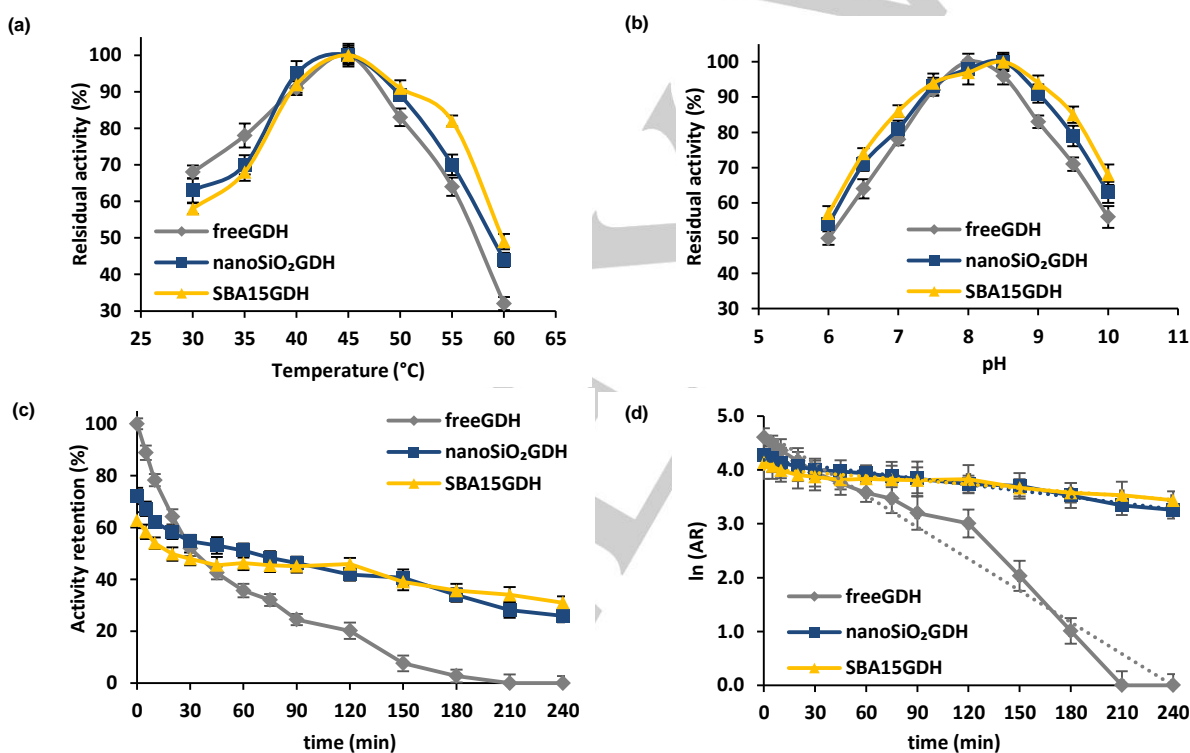 (a)
Relsidual activity (%)
100
90
80
70
60
50
40
30
freeGDH
nanoSiO₂GDH
SBA15GDH
25 30 35 40 45 50 55 60 65
Temperature (°C)
(b)
Residual activity (%)
100
90
80
70
60
50
40
30
freeGDH
nanoSiO₂GDH
SBA15GDH
5 6 7 8 9 10 11
pH
(c)
Activity retention (%)
100
80
60
40
20
0
freeGDH
nanoSiO₂GDH
SBA15GDH
0 30 60 90 120 150 180 210 240
time (min)
(d)
ln (AR)
5.0
4.0
3.0
2.0
1.0
0.0
freeGDH
nanoSiO₂GDH
SBA15GDH
0 30 60 90 120 150 180 210 240
time (min)